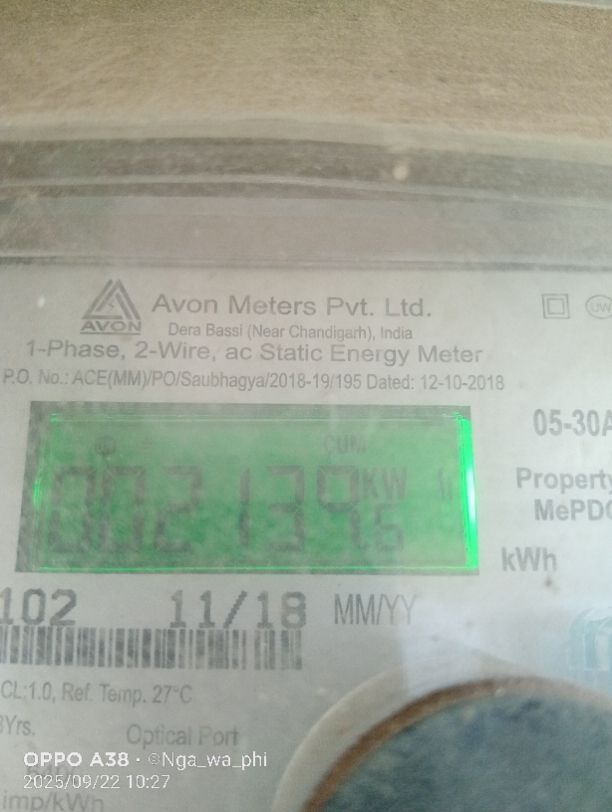 Avon Meters Pvt. Ltd.
AVON
Dera Bassi (Near Chandigarh), India
1-Phase, 2-Wire, ac Static Energy Meter
P.O. No.: ACE(MM)/PO/Saubhagya/2018-19/195 Dated: 12-10-2018
05-30A
CUM
002139.6
KW
Property
MePDC
kWh
102 11/18 MM/YY
CL:1.0, Ref. Temp. 27°C
Yrs.
Optical Port
OPPO A38 · ©Nga_wa_phi
2025/09/22 10:27
imp/kWh